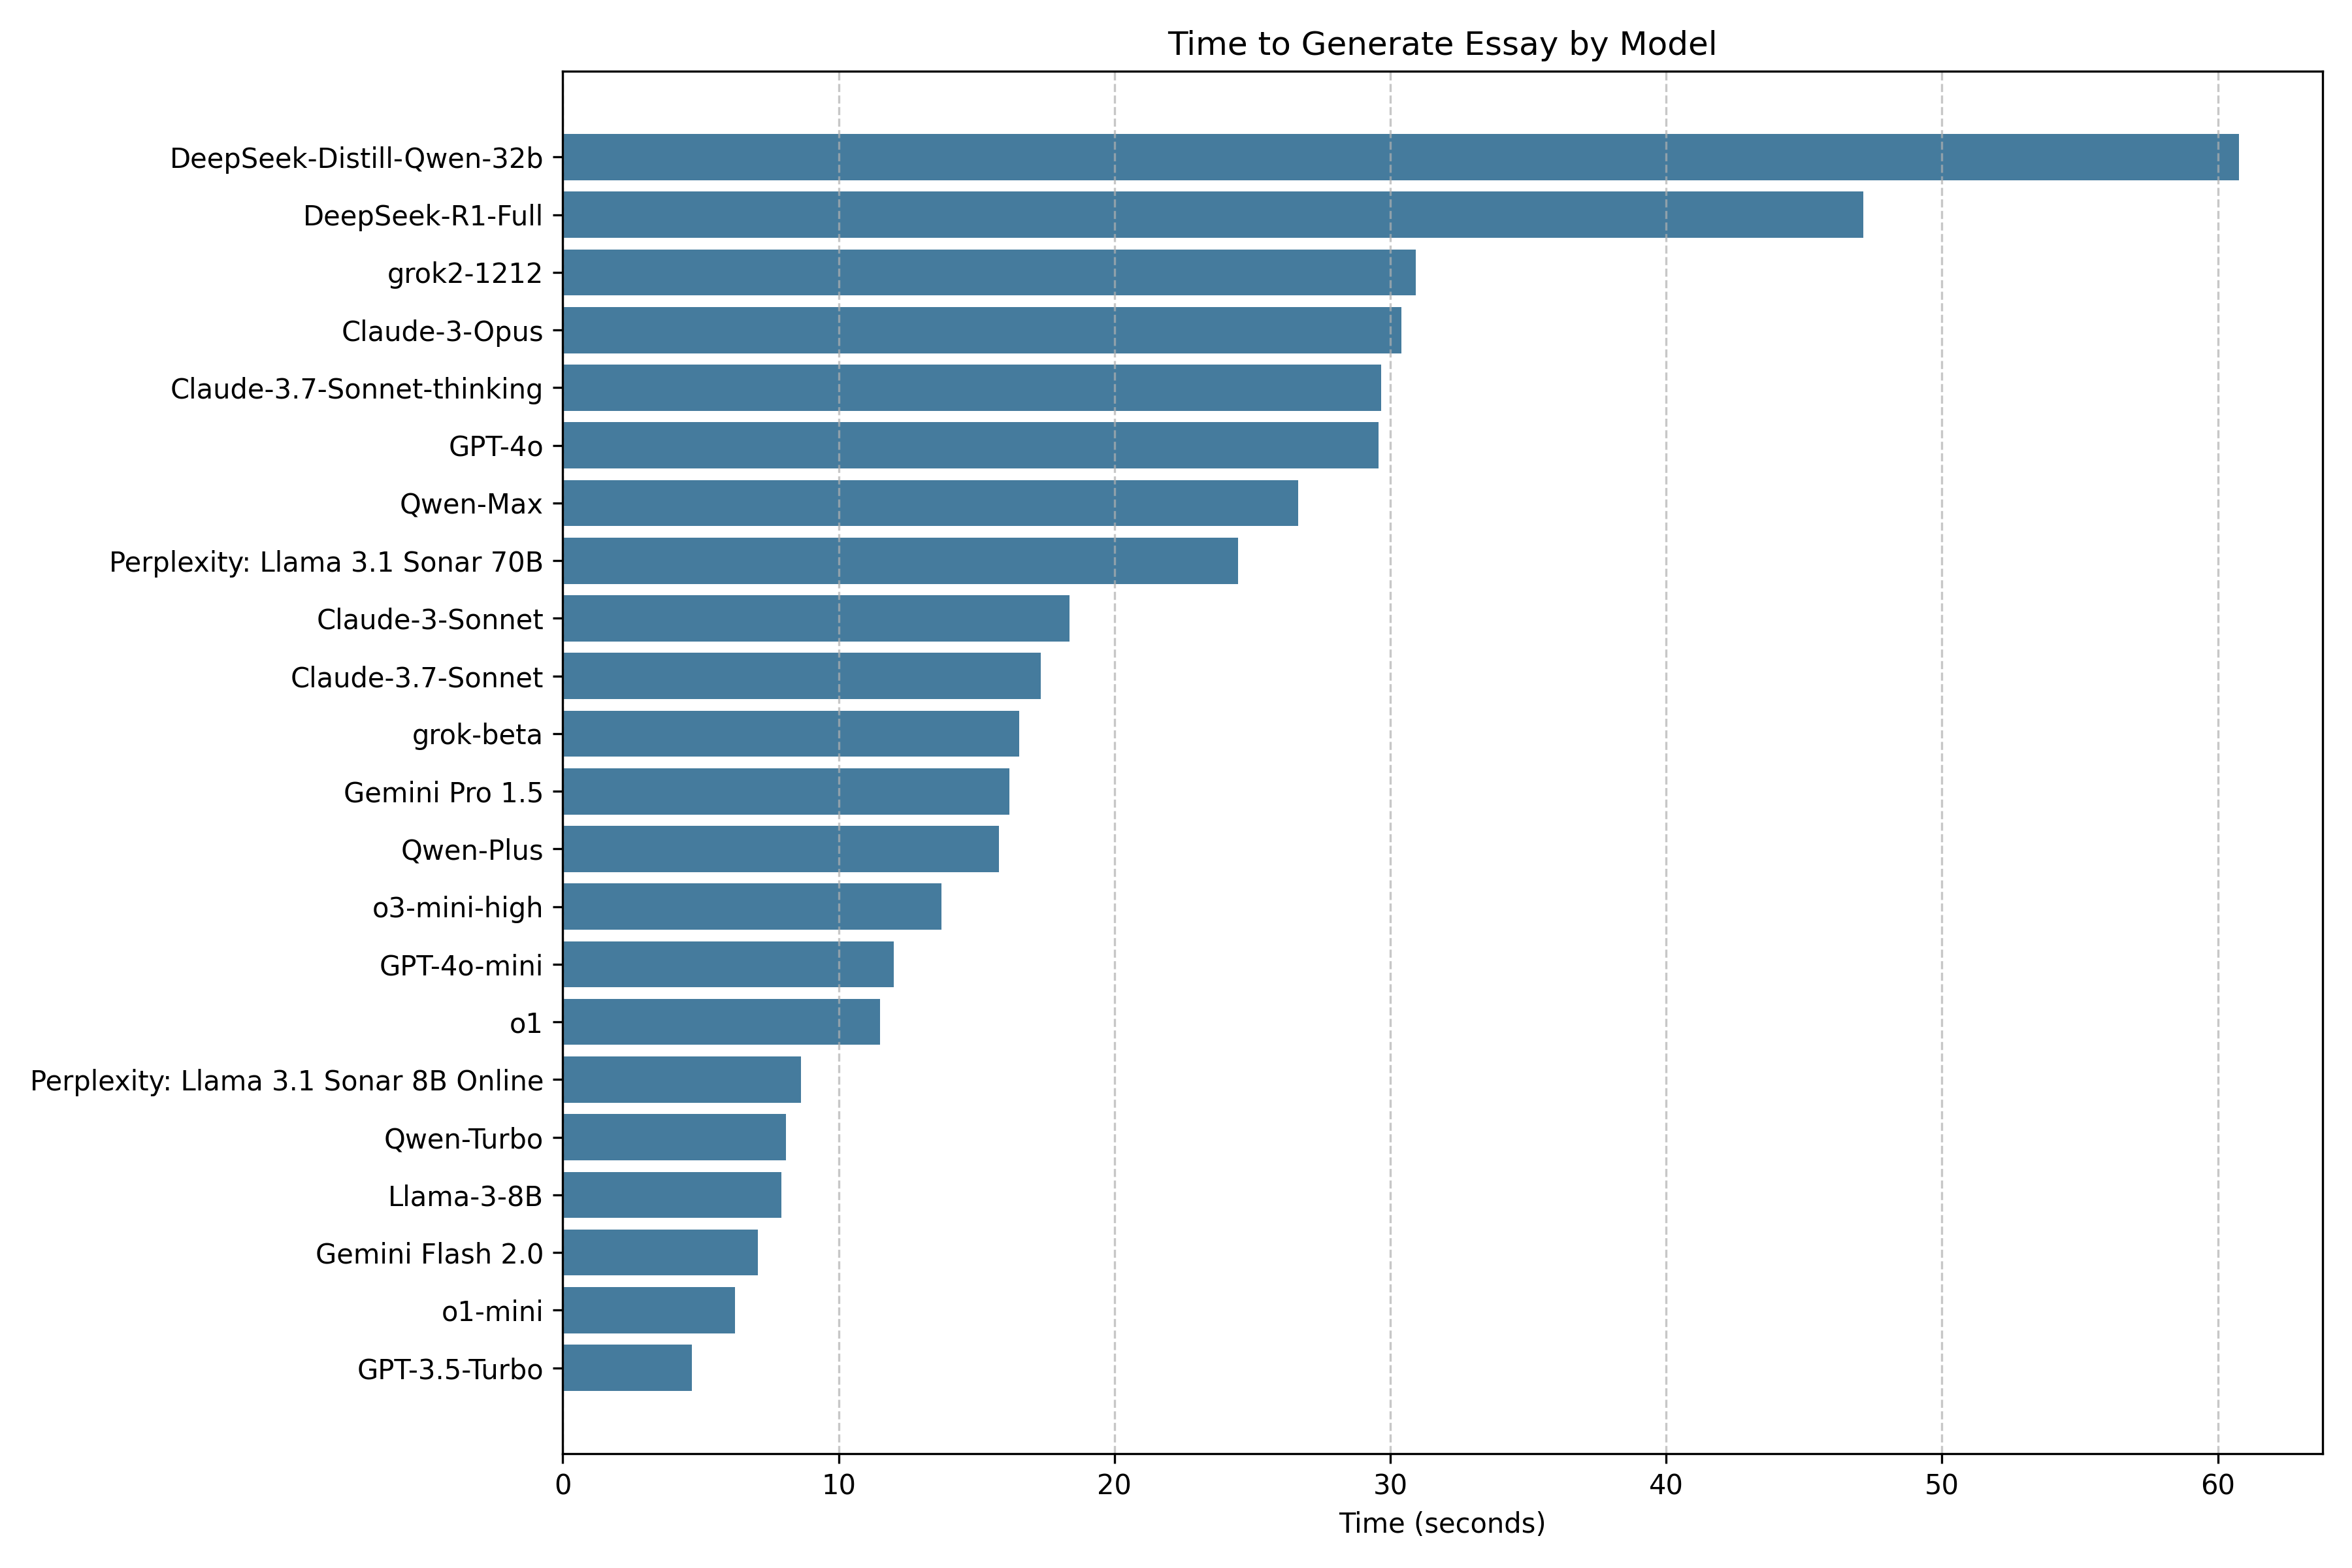 Time to Generate Essay by Model
DeepSeek-Distill-Qwen-32b
DeepSeek-R1-Full
grok2-1212
Claude-3-Opus
Claude-3.7-Sonnet-thinking
GPT-4o
Qwen-Max
Perplexity: Llama 3.1 Sonar 70B
Claude-3-Sonnet
Claude-3.7-Sonnet
grok-beta
Gemini Pro 1.5
Qwen-Plus
o3-mini-high
GPT-4o-mini
o1
Perplexity: Llama 3.1 Sonar 8B Online
Qwen-Turbo
Llama-3-8B
Gemini Flash 2.0
o1-mini
GPT-3.5-Turbo
0 10 20 30 40 50 60
Time (seconds)